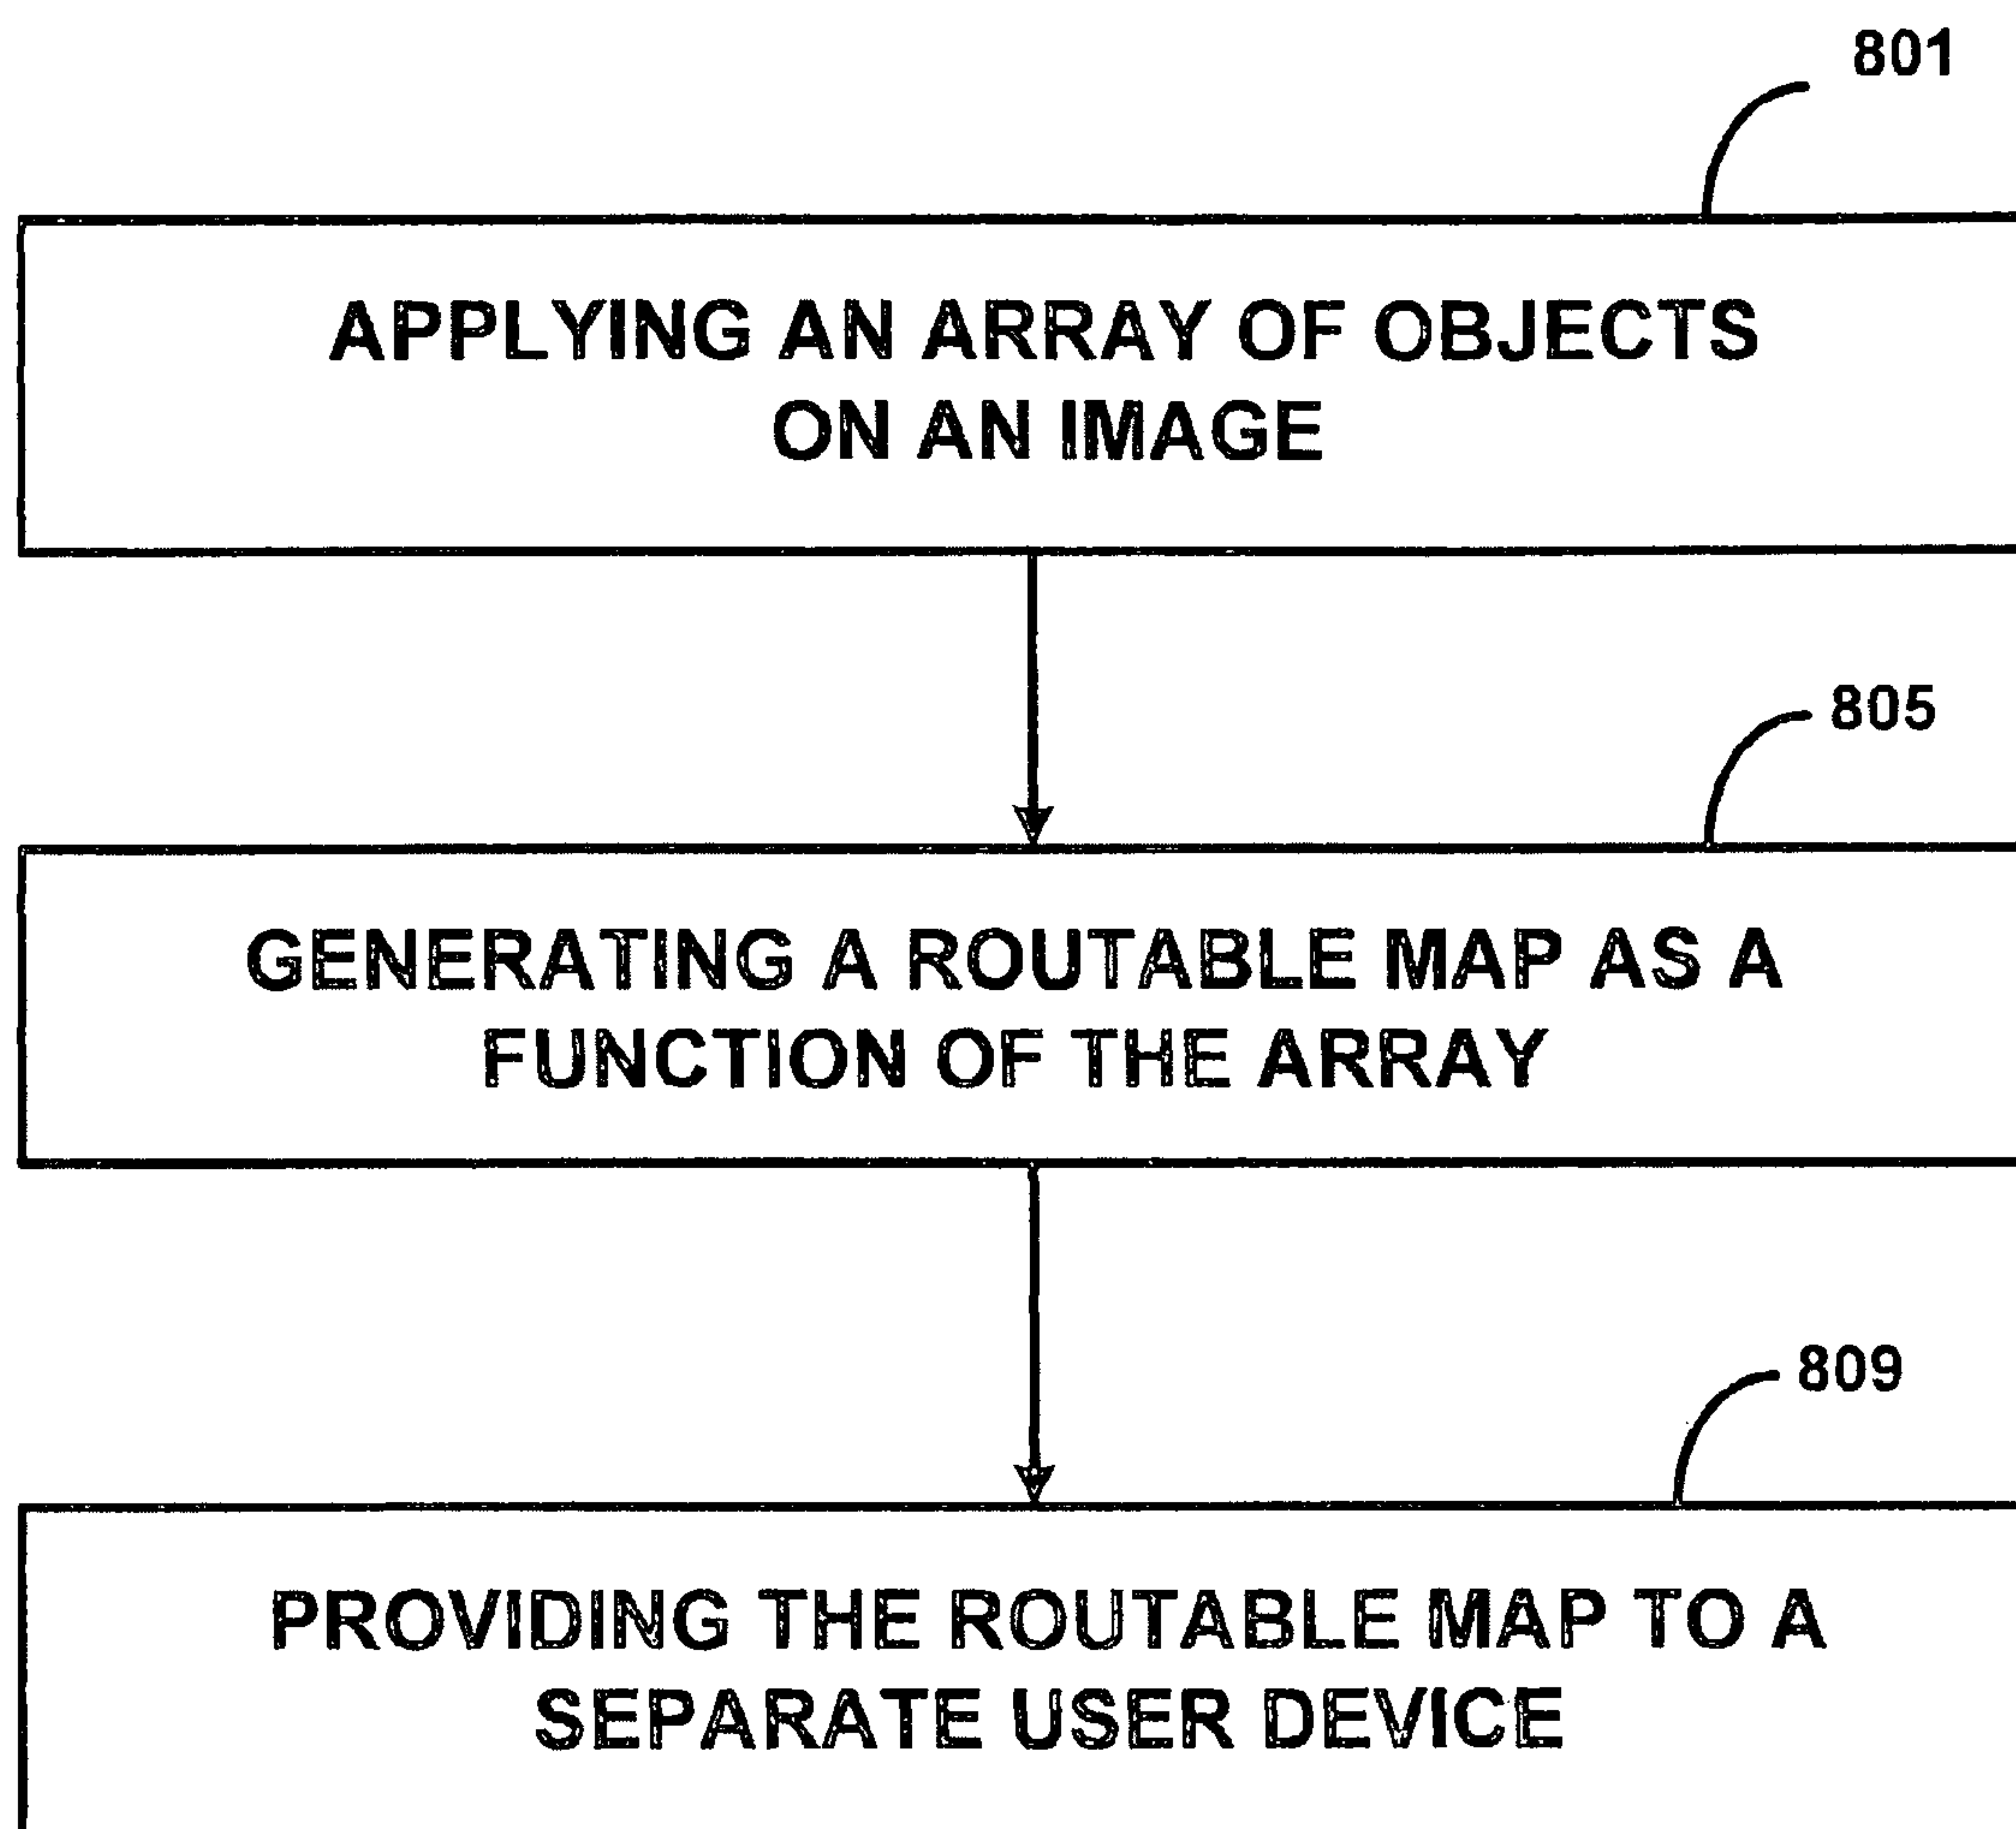 801
APPLYING AN ARRAY OF OBJECTS
ON AN IMAGE
805
GENERATING A ROUTABLE MAP AS A
FUNCTION OF THE ARRAY
809
PROVIDING THE ROUTABLE MAP TO A
SEPARATE USER DEVICE